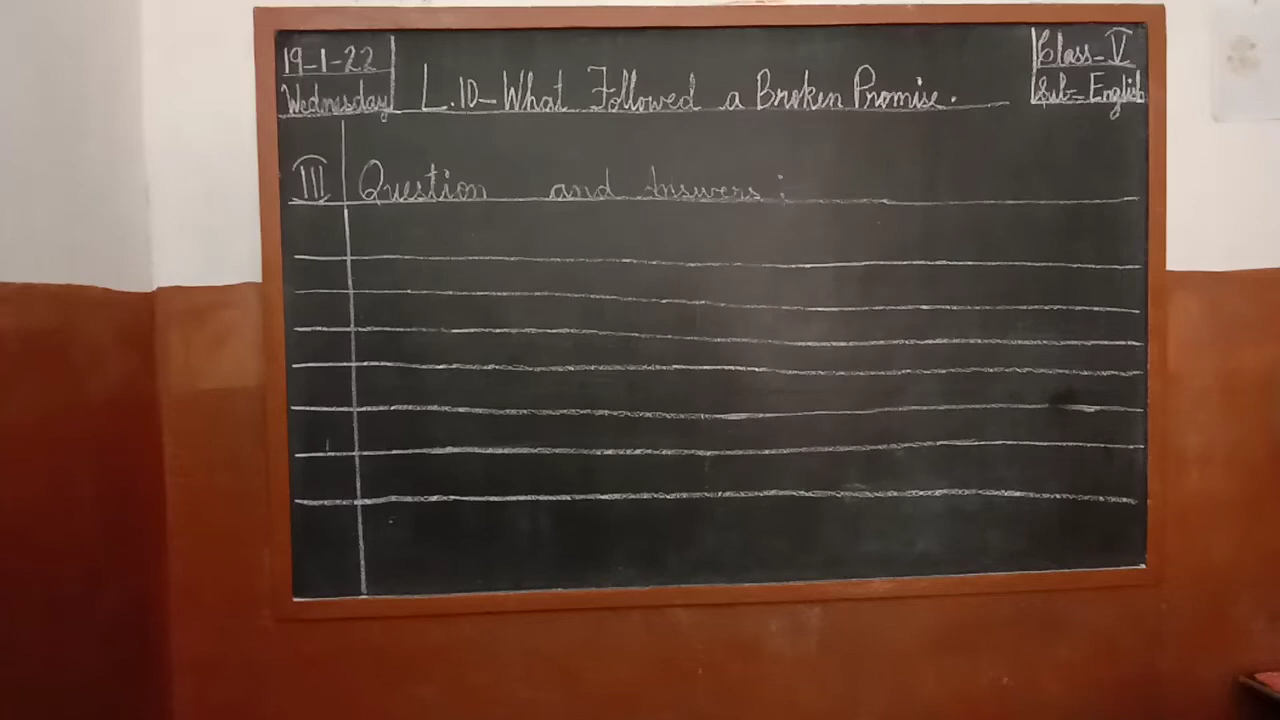 19-1-22
Wednesday
L.10-What Followed a Broken Promise.
Class-V
Sub-English
III Question and Answers: